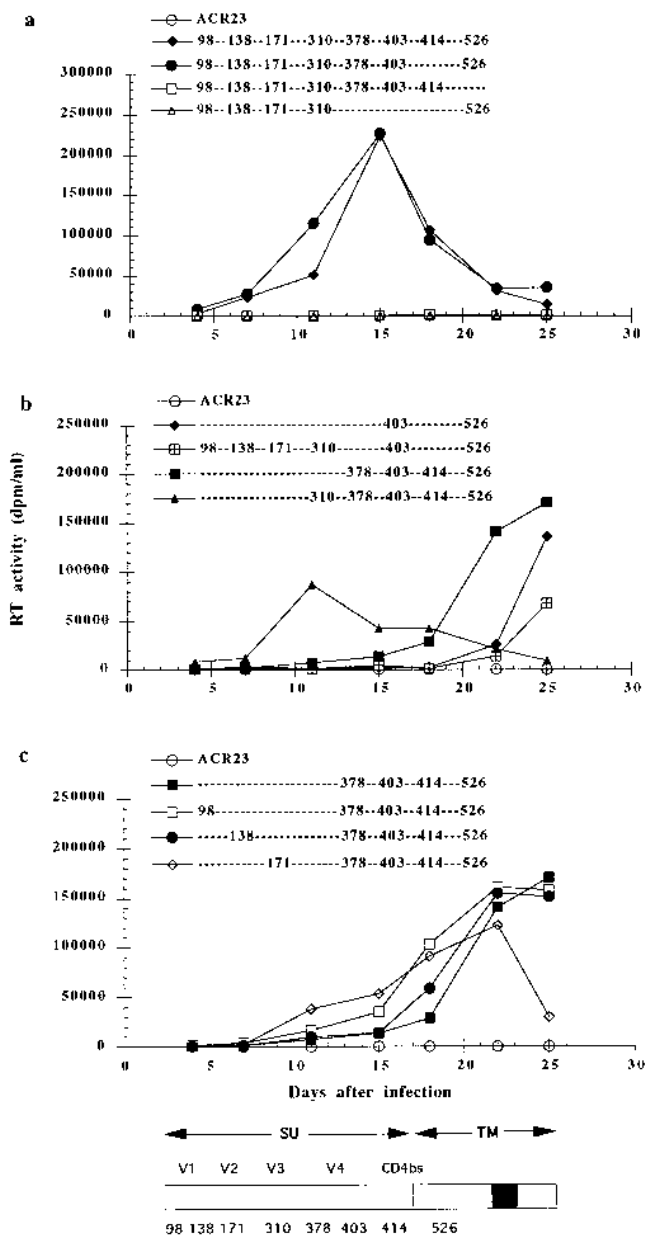 a
ACR23
98--138--171---310--378--403--414---526
98--138--171---310--378--403-----------526
98--138--171---310--378--403--414-------
98--138--171---310------------------------526
300000
250000
200000
150000
100000
50000
0
0 5 10 15 20 25 30
b
ACR23
--------------------------------403----------526
98--138--171---310----------403----------526
--------------------------378--403--414---526
-------------------310--378--403--414---526
250000
200000
150000
100000
50000
0
0 5 10 15 20 25 30
RT activity (dpm/ml)
c
ACR23
-------------------------378--403--414---526
98---------------------378--403--414---526
-----138----------------378--403--414---526
-----------171----------378--403--414---526
250000
200000
150000
100000
50000
0
0 5 10 15 20 25 30
Days after infection
SU TM
V1 V2 V3 V4 CD4bs
98 138 171 310 378 403 414 526